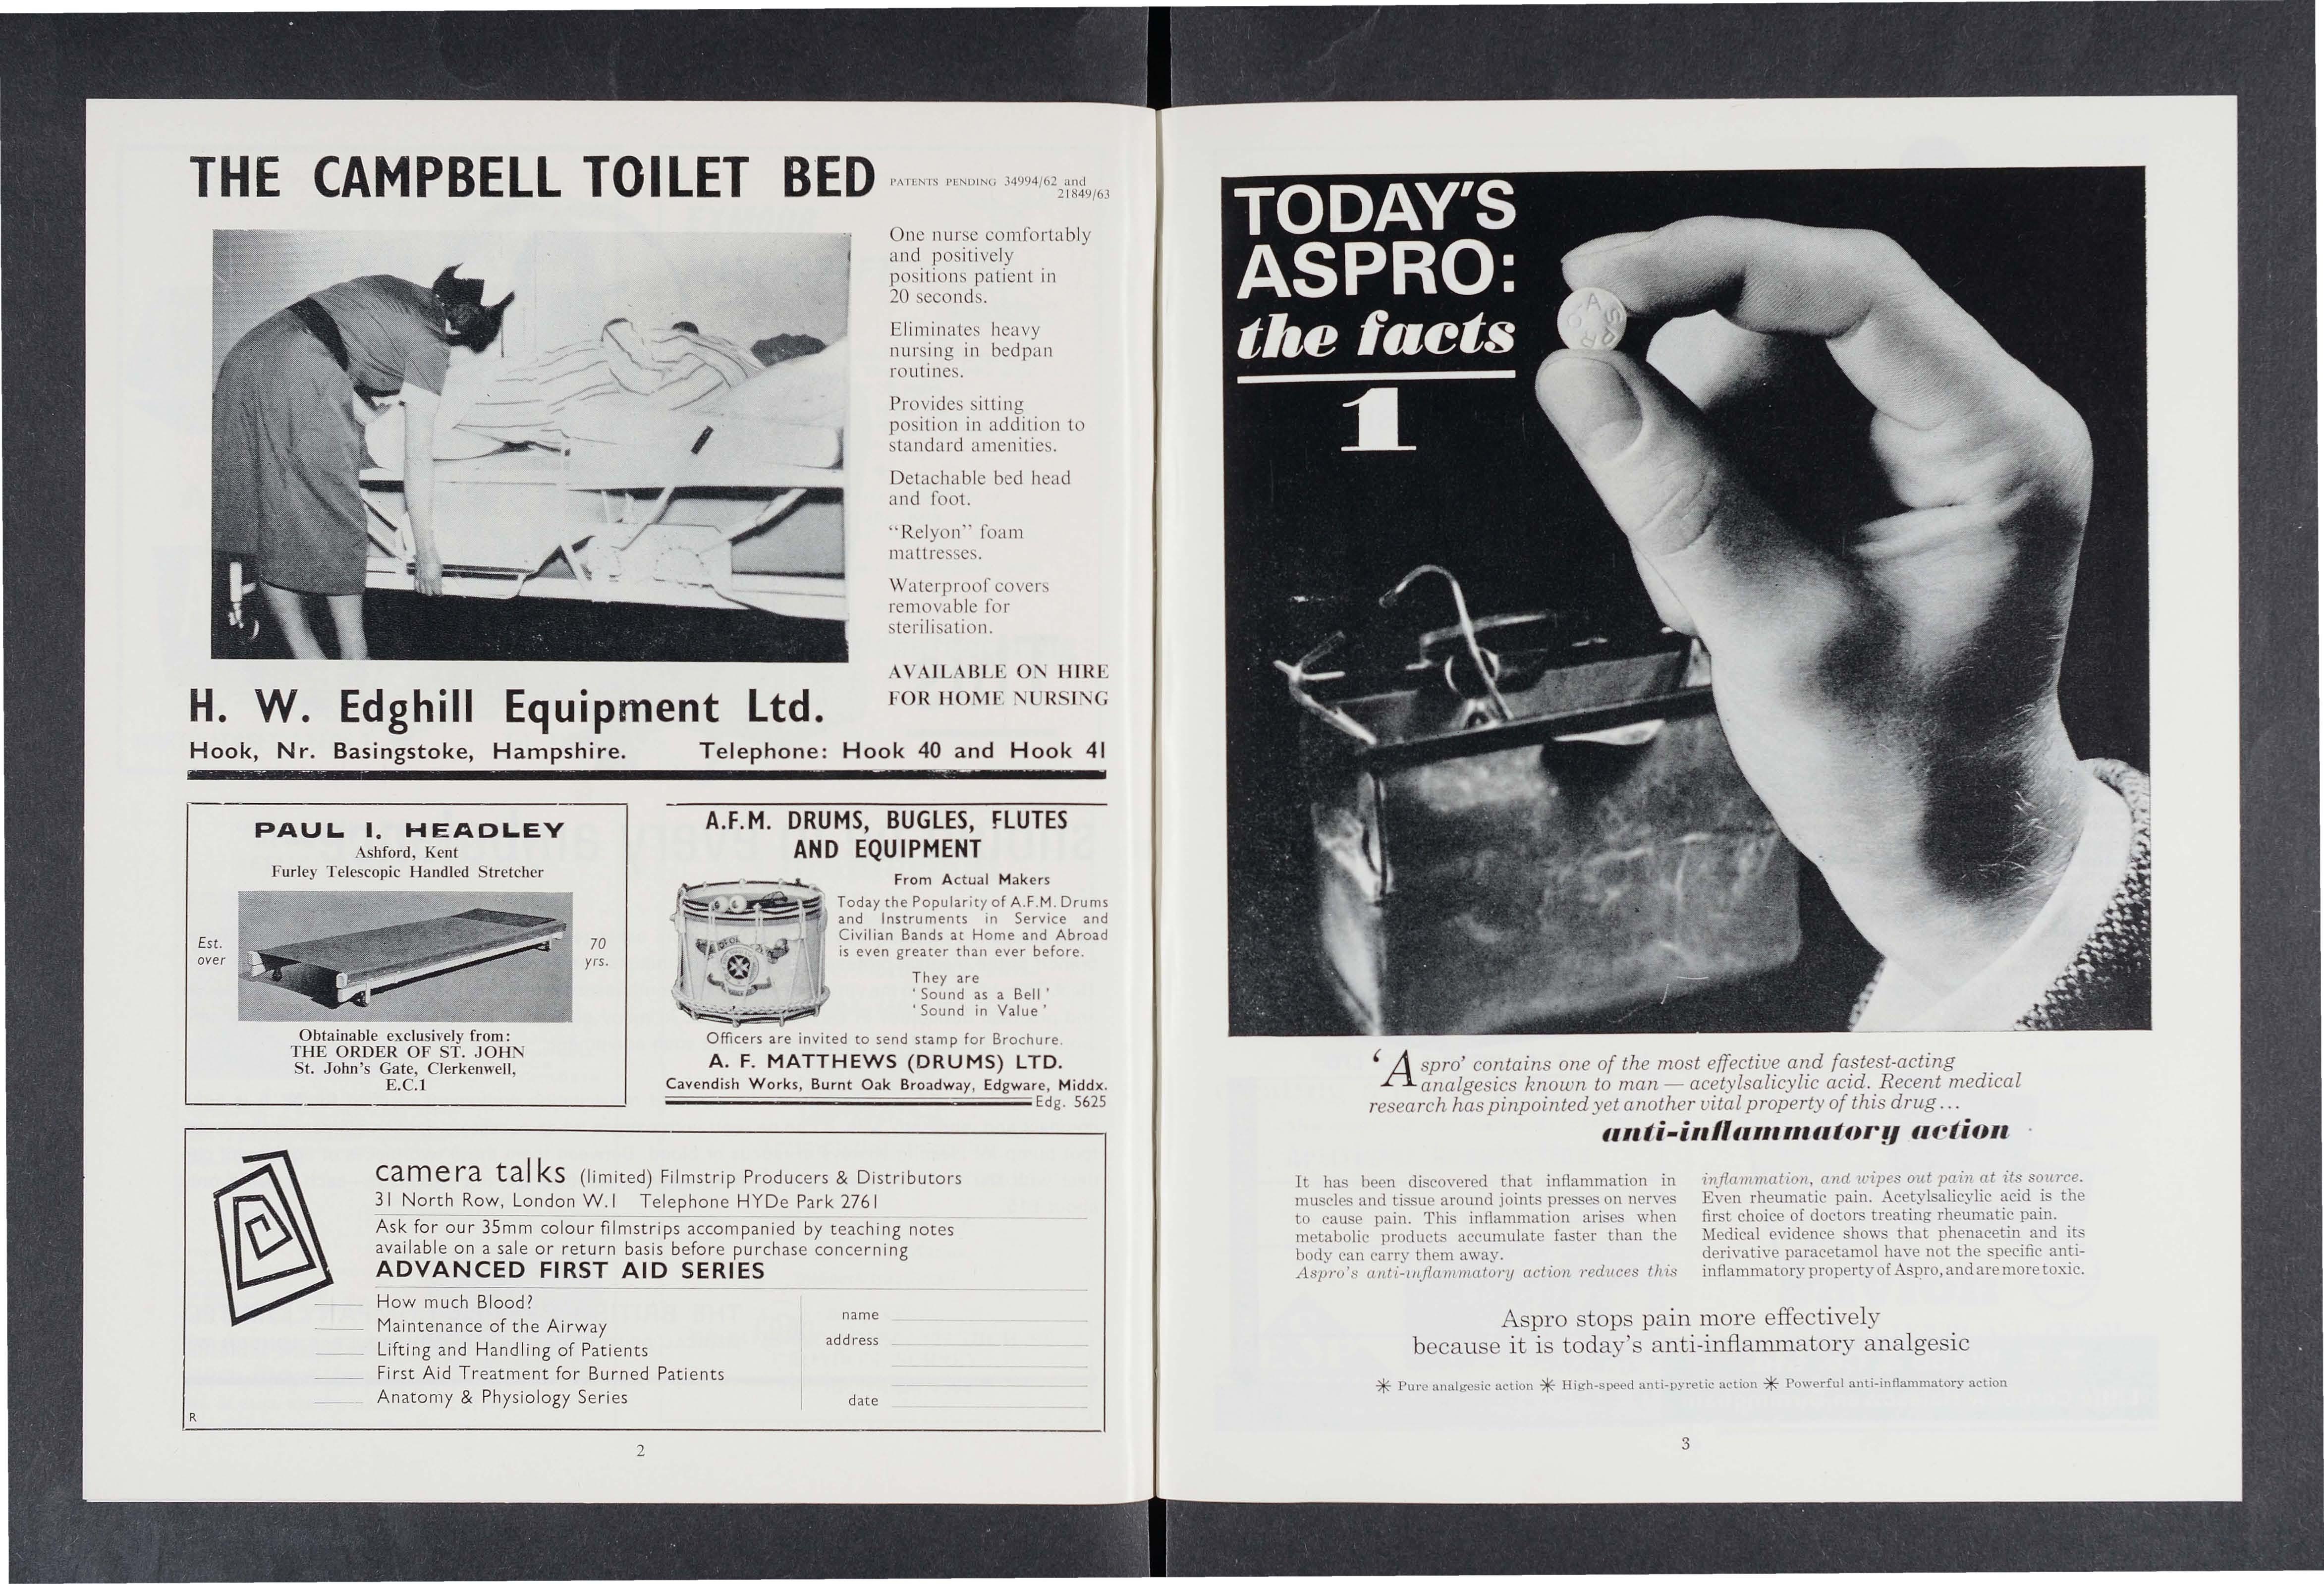 THE CAMPBELL TOILET BED
PATENTS PENDING 34994/62 and
21849/63
One nurse comfortably
and positively
positions patient in
20 seconds.
Eliminates heavy
nursing in bedpan
routines.
Provides sitting
position in addition to
standard amenities.
Detachable bed head
and foot.
“Relyon” foam
mattresses.
Waterproof covers
removable for
sterilisation.
AVAILABLE ON HIRE
FOR HOME NURSING
H. W. Edghill Equipment Ltd.
Hook, Nr. Basingstoke, Hampshire. Telephone: Hook 40 and Hook 41
PAUL I. HEADLEY
Ashford, Kent
Furley Telescopic Handled Stretcher
Est.
over
70
yrs.
Obtainable exclusively from:
THE ORDER OF ST. JOHN
St. John's Gate, Clerkenwell,
E.C.1
A.F.M. DRUMS, BUGLES, FLUTES
AND EQUIPMENT
From Actual Makers
Today the Popularity of A.F.M. Drums
and Instruments in Service and
Civilian Bands at Home and Abroad
is even greater than ever before.
They are
‘Sound as a Bell’
‘Sound in Value’
Officers are invited to send stamp for Brochure.
A. F. MATTHEWS (DRUMS) LTD.
Cavendish Works, Burnt Oak Broadway, Edgware, Middx.
Edg. 5625
camera talks (limited) Filmstrip Producers & Distributors
31 North Row, London W.1 Telephone HYDe Park 2761
Ask for our 35mm colour filmstrips accompanied by teaching notes
available on a sale or return basis before purchase concerning
ADVANCED FIRST AID SERIES
How much Blood?
Maintenance of the Airway
Lifting and Handling of Patients
First Aid Treatment for Burned Patients
Anatomy & Physiology Series
name
address
date
R
2
TODAY'S
ASPRO:
the facts
1
ASPRO
‘Aspro’ contains one of the most effective and fastest-acting
analgesics known to man — acetylsalicylic acid. Recent medical
research has pinpointed yet another vital property of this drug...
anti-inflammatory action
It has been discovered that inflammation in
muscles and tissue around joints presses on nerves
to cause pain. This inflammation arises when
metabolic products accumulate faster than the
body can carry them away.
Aspro's anti-inflammatory action reduces this
inflammation, and wipes out pain at its source.
Even rheumatic pain. Acetylsalicylic acid is the
first choice of doctors treating rheumatic pain.
Medical evidence shows that phenacetin and its
derivative paracetamol have not the specific anti-
inflammatory property of Aspro, and are more toxic.
Aspro stops pain more effectively
because it is today's anti-inflammatory analgesic
✳ Pure analgesic action ✳ High-speed anti-pyretic action ✳ Powerful anti-inflammatory action
3